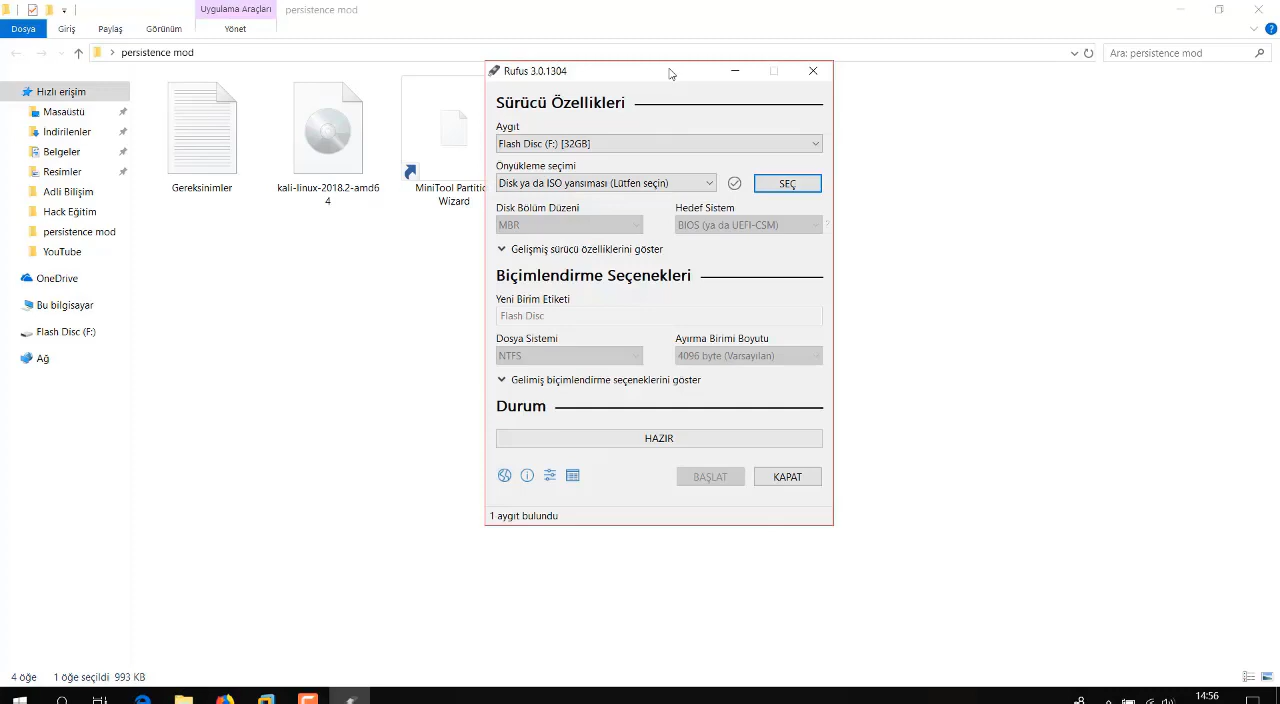 Uygulama Araçları
persistence mod
Dosya
Giriş
Paylaş
Görünüm
Yönet
persistence mod
Ara: persistence mod
Hızlı erişim
Masaüstü
İndirilenler
Belgeler
Resimler
Adli Bilişim
Hack Eğitim
persistence mod
YouTube
OneDrive
Bu bilgisayar
Flash Disc (F:)
Ağ
Gereksinimler
kali-linux-2018.2-amd6
4
MiniTool Partitic
Wizard
Rufus 3.0.1304
Sürücü Özellikleri
Aygıt
Flash Disc (F:) [32GB]
Önyükleme seçimi
Disk ya da ISO yansıması (Lütfen seçin)
SEÇ
Disk Bölüm Düzeni
Hedef Sistem
MBR
BIOS (ya da UEFI-CSM)
?
Gelişmiş sürücü özelliklerini göster
Biçimlendirme Seçenekleri
Yeni Birim Etiketi
Flash Disc
Dosya Sistemi
Ayırma Birimi Boyutu
NTFS
4096 byte (Varsayılan)
Gelimiş biçimlendirme seçeneklerini göster
Durum
HAZIR
BAŞLAT
KAPAT
1 aygıt bulundu
4 öğe
1 öğe seçildi 993 KB
14:56